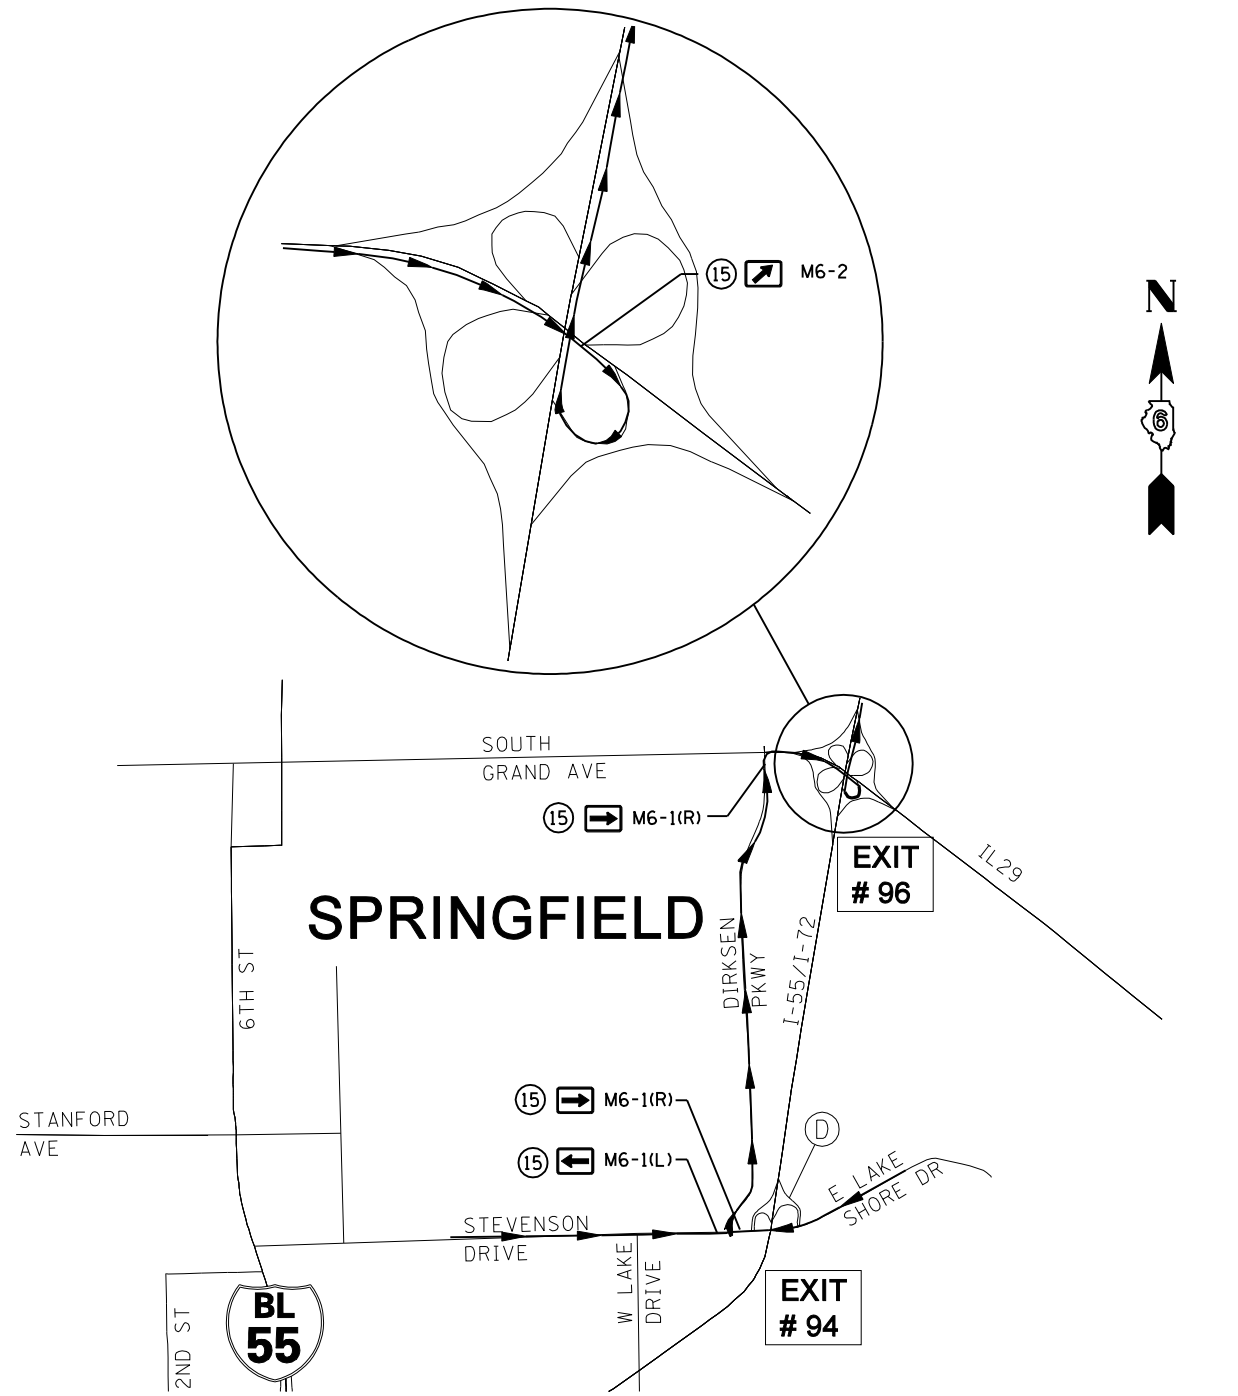 15 M6-2
N
6
SOUTH
GRAND AVE
15 M6-1(R)
EXIT
# 96
IL29
SPRINGFIELD
DIRKSEN
PKWY
I-55/I-72
6TH ST
STANFORD
AVE
15 M6-1(R)
15 M6-1(L)
D
E LAKE
SHORE DR
STEVENSON
DRIVE
W LAKE
DRIVE
EXIT
# 94
2ND ST
BL
55